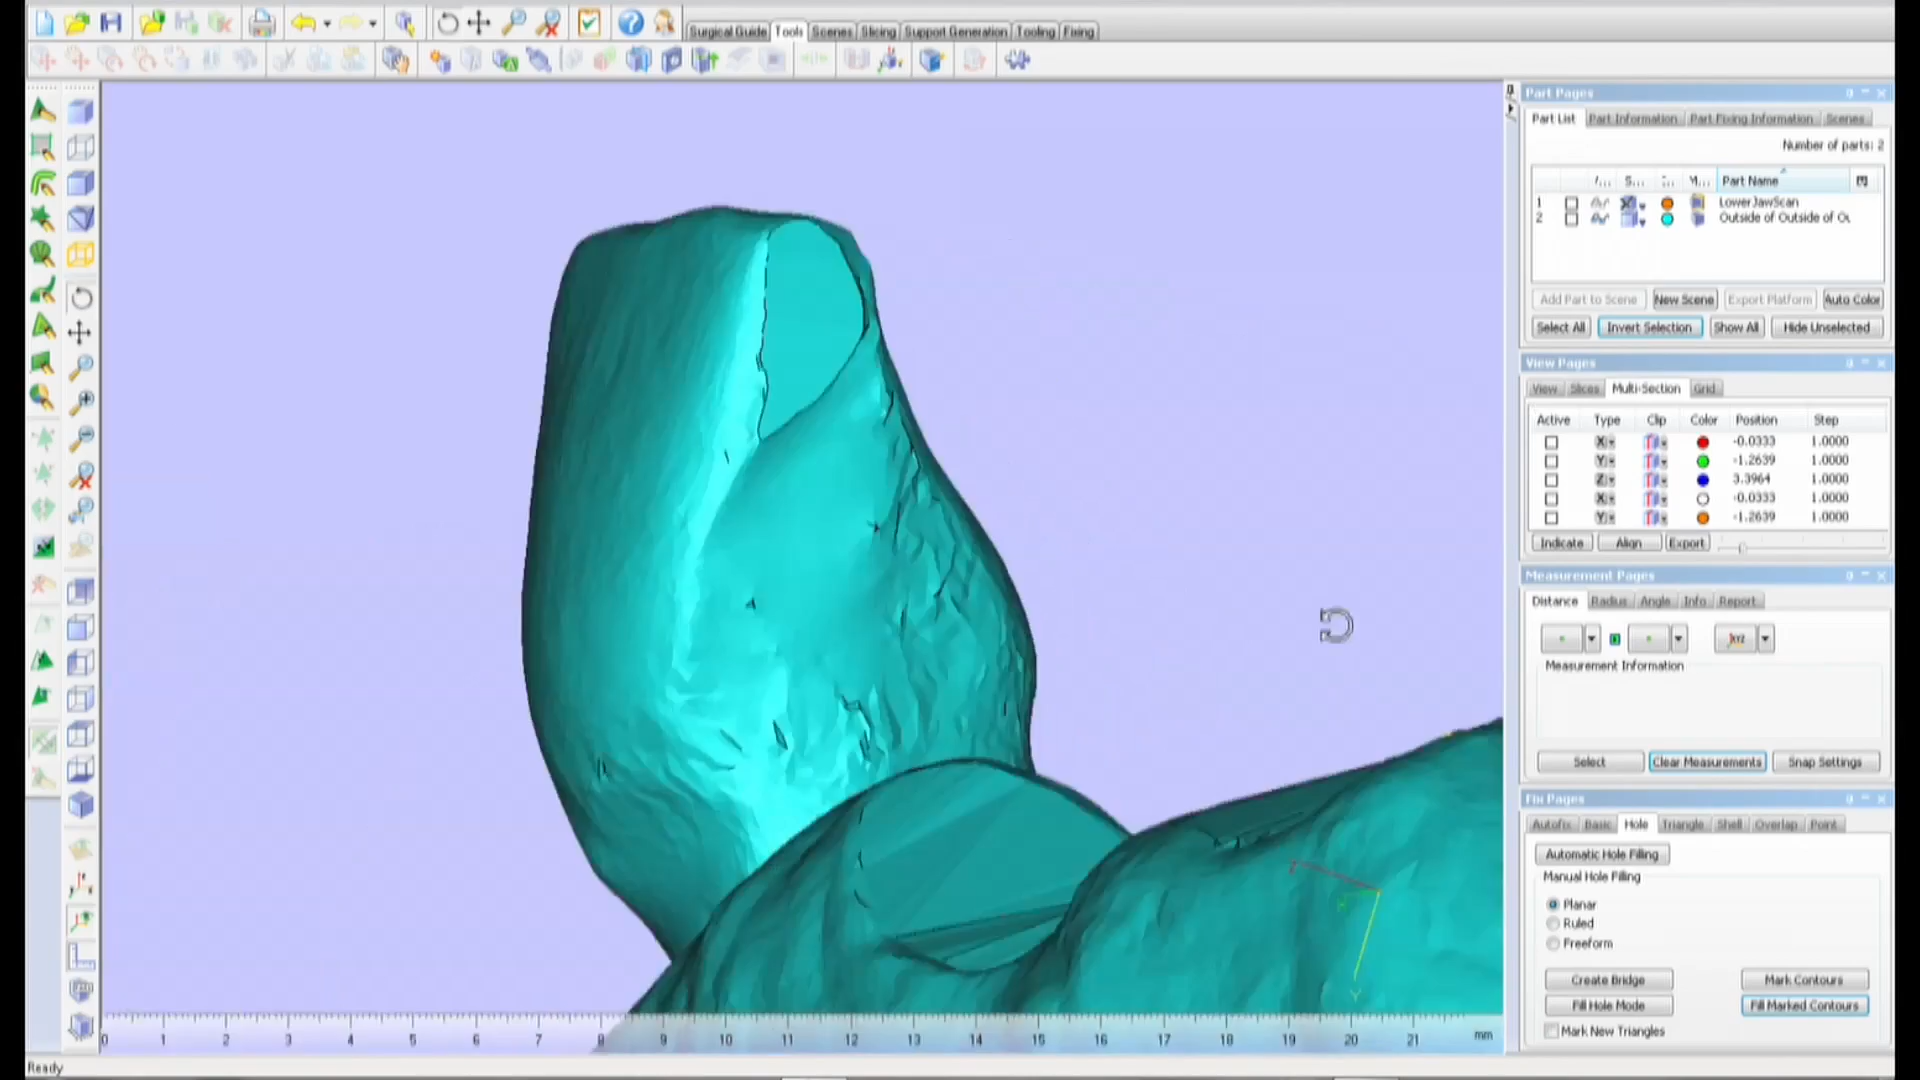 Surgical Guide Tools Scenes Slicing Support Generation Tooling Fixing
Part Pages
Part List Part Information Part Fixing Information Scenes
Number of parts: 2
/... S... Part Name
1 LowerJawScan
2 Outside of Outside of Ou
Add Part to Scene New Scene Export Platform Auto Color
Select All Invert Selection Show All Hide Unselected
View Pages
View Slices Multi-Section Grid
Active Type Clip Color Position Step
X -0.0333 1.0000
Y -1.2639 1.0000
Z 3.3964 1.0000
X -0.0333 1.0000
Y -1.2639 1.0000
Indicate Align Export
Measurement Pages
Distance Radius Angle Info Report
XYZ
Measurement Information
Select Clear Measurements Snap Settings
Fix Pages
Autofix Basic Hole Triangle Shell Overlap Point
Automatic Hole Filling
Manual Hole Filling
Planar
Ruled
Freeform
Create Bridge Mark Contours
Fill Hole Mode Fill Marked Contours
Mark New Triangles
Z
Y
0 1 2 3 4 5 6 7 8 9 10 11 12 13 14 15 16 17 18 19 20 21 mm
Ready